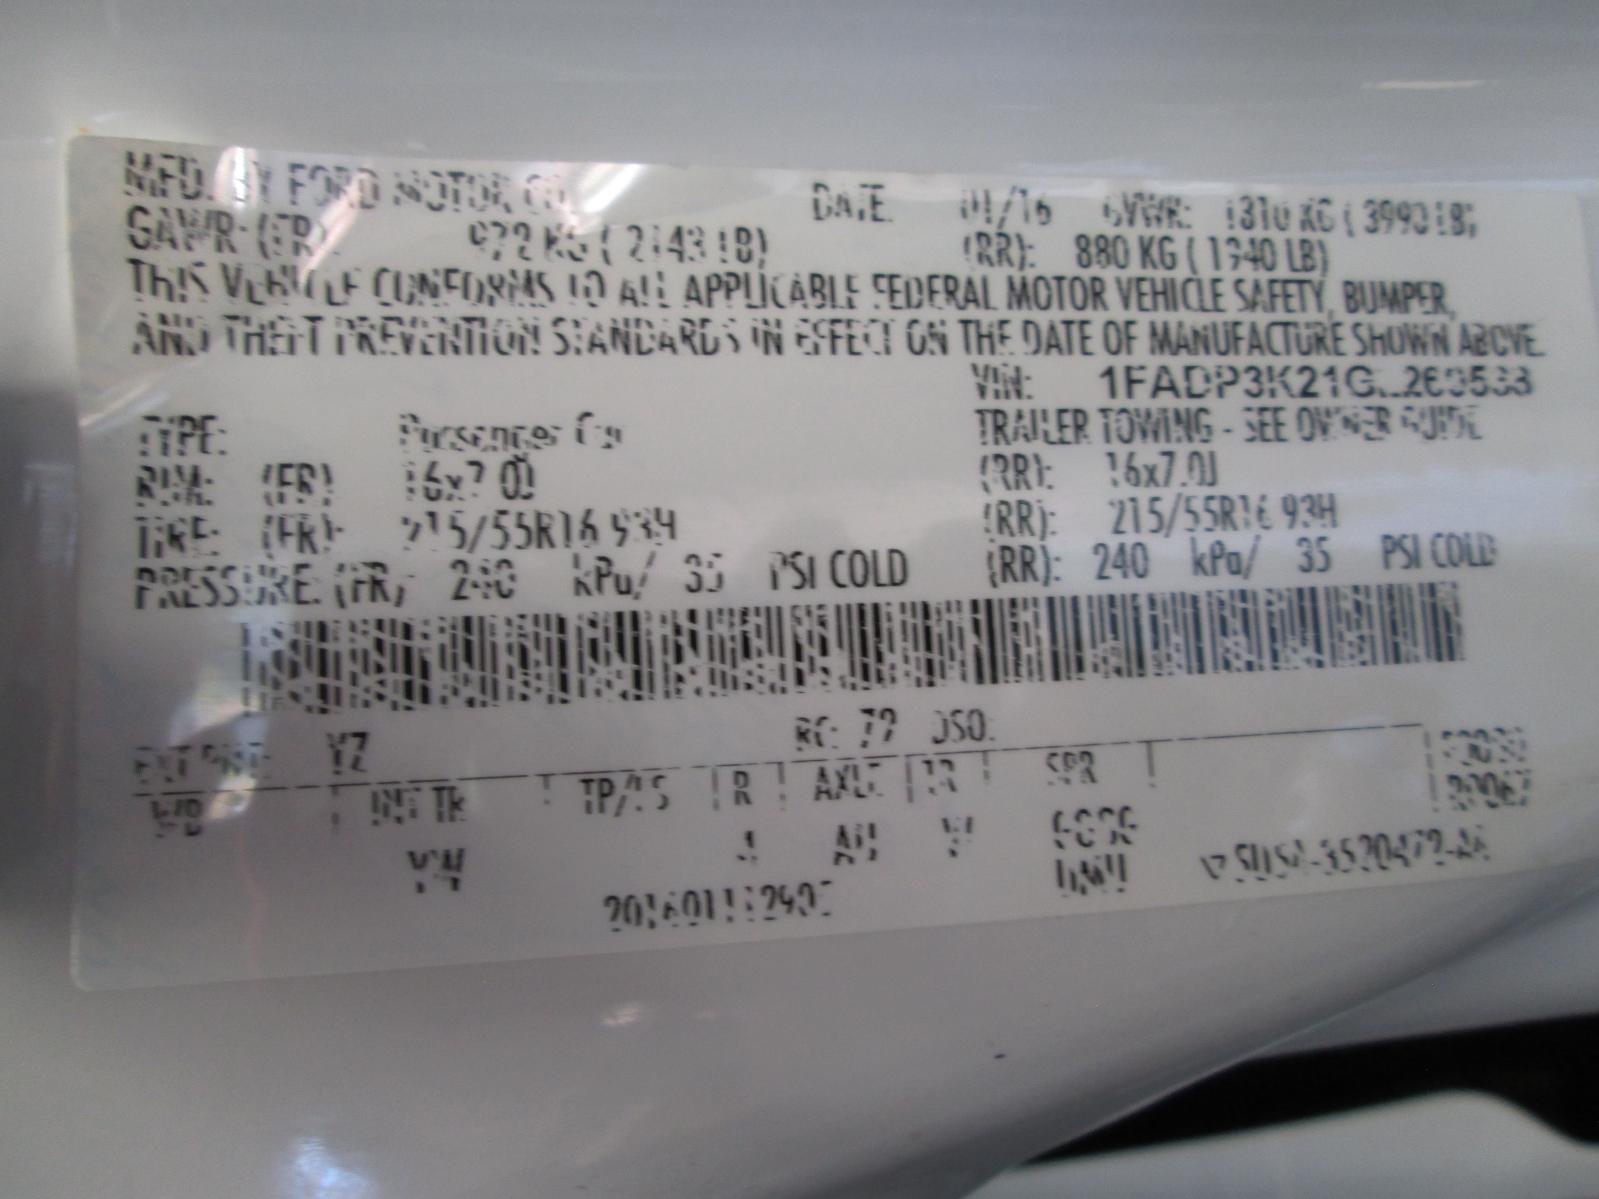 MFD. BY FORD MOTOR CO. DATE: 01/16 GVWR: 1810 KG ( 3990 LB)
GAWR: (FR): 972 KG ( 2143 LB) (RR): 880 KG ( 1940 LB)
THIS VEHICLE CONFORMS TO ALL APPLICABLE FEDERAL MOTOR VEHICLE SAFETY, BUMPER,
AND THEFT PREVENTION STANDARDS IN EFFECT ON THE DATE OF MANUFACTURE SHOWN ABOVE.
VIN:
TYPE: Passenger Car TRAILER TOWING - SEE OWNER GUIDE
RIM: (FR): 16x7.0J (RR): 16x7.0J
TIRE: (FR): 215/55R16 93H (RR): 215/55R16 93H
PRESSURE: (FR) 240 kPa/ 35 PSI COLD (RR): 240 kPa/ 35 PSI COLD
EXT PNT: YZ RC: DSO:
WB INT TR TP/PS R AXLE TR SPR
YW